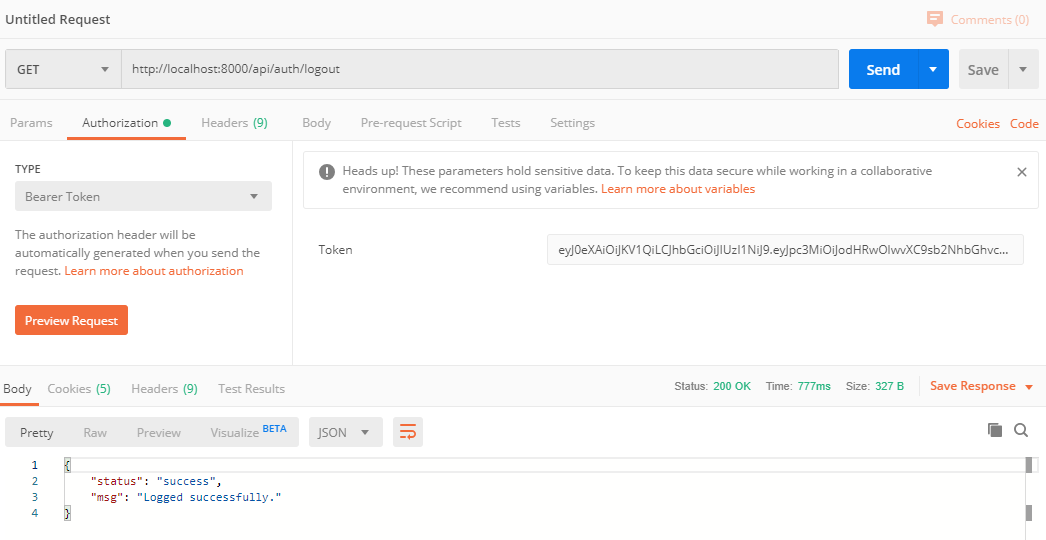 Untitled Request
Comments (0)
GET
http://localhost:8000/api/auth/logout
Send
Save
Params
Authorization
Headers (9)
Body
Pre-request Script
Tests
Settings
Cookies
Code
TYPE
Bearer Token
The authorization header will be
automatically generated when you send the
request. Learn more about authorization
Preview Request
Heads up! These parameters hold sensitive data. To keep this data secure while working in a collaborative
environment, we recommend using variables. Learn more about variables
Token
eyJ0eXAiOiJKV1QiLCJhbGciOiJIUzI1NiJ9.eyJpc3MiOiJodHRwOlwvXC9sb2NhbGhvc...
Body
Cookies (5)
Headers (9)
Test Results
Status: 200 OK
Time: 777ms
Size: 327 B
Save Response
Pretty
Raw
Preview
Visualize BETA
JSON
1 {
2 "status": "success",
3 "msg": "Logged successfully."
4 }